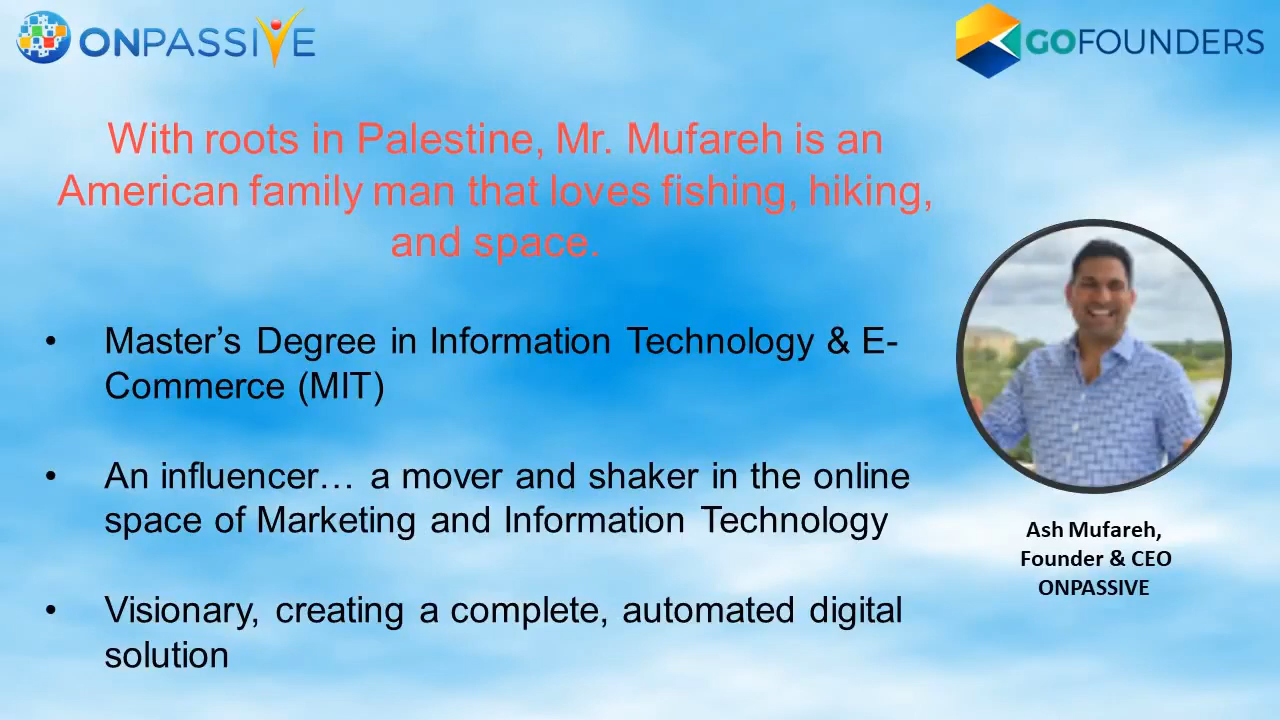 ONPASSIVE
GOFOUNDERS
With roots in Palestine, Mr. Mufareh is an
American family man that loves fishing, hiking,
and space.
• Master’s Degree in Information Technology & E-
Commerce (MIT)
• An influencer… a mover and shaker in the online
space of Marketing and Information Technology
• Visionary, creating a complete, automated digital
solution
Ash Mufareh,
Founder & CEO
ONPASSIVE